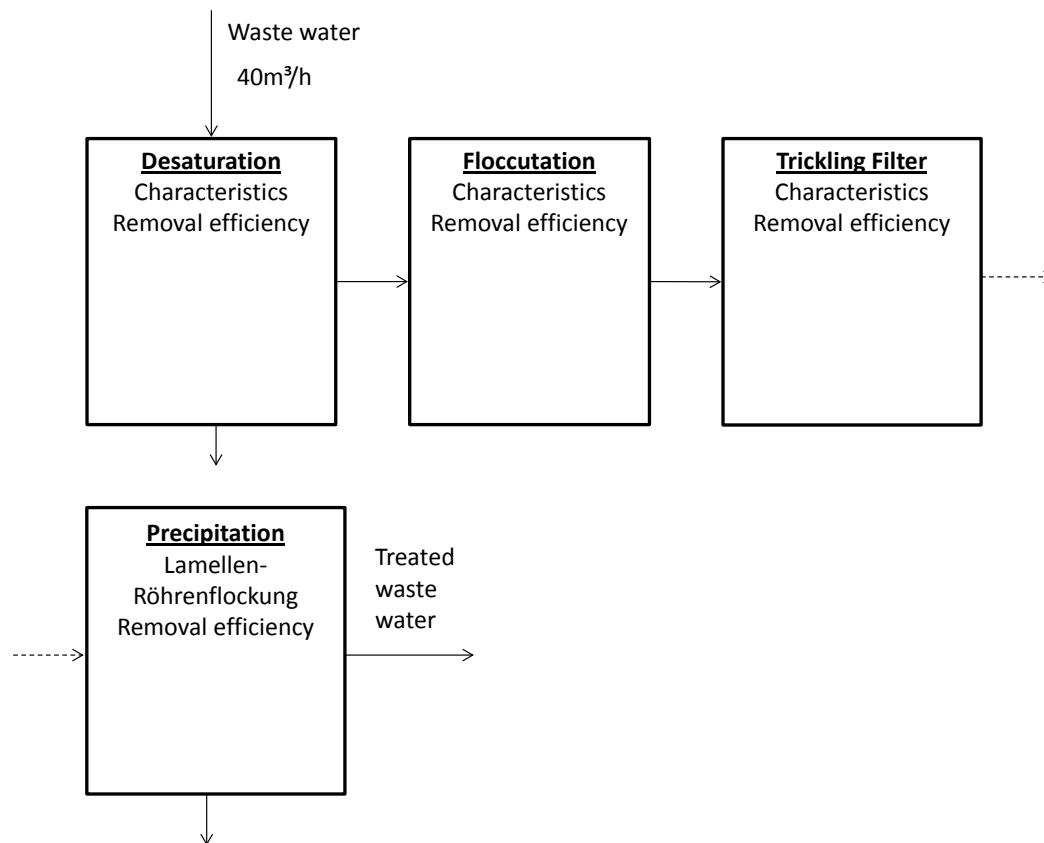 Waste water
40m³/h
Desaturation
Characteristics
Removal efficiency
Floccutation
Characteristics
Removal efficiency
Trickling Filter
Characteristics
Removal efficiency
Precipitation
Lamellen-
Röhrenflockung
Removal efficiency
Treated
waste
water